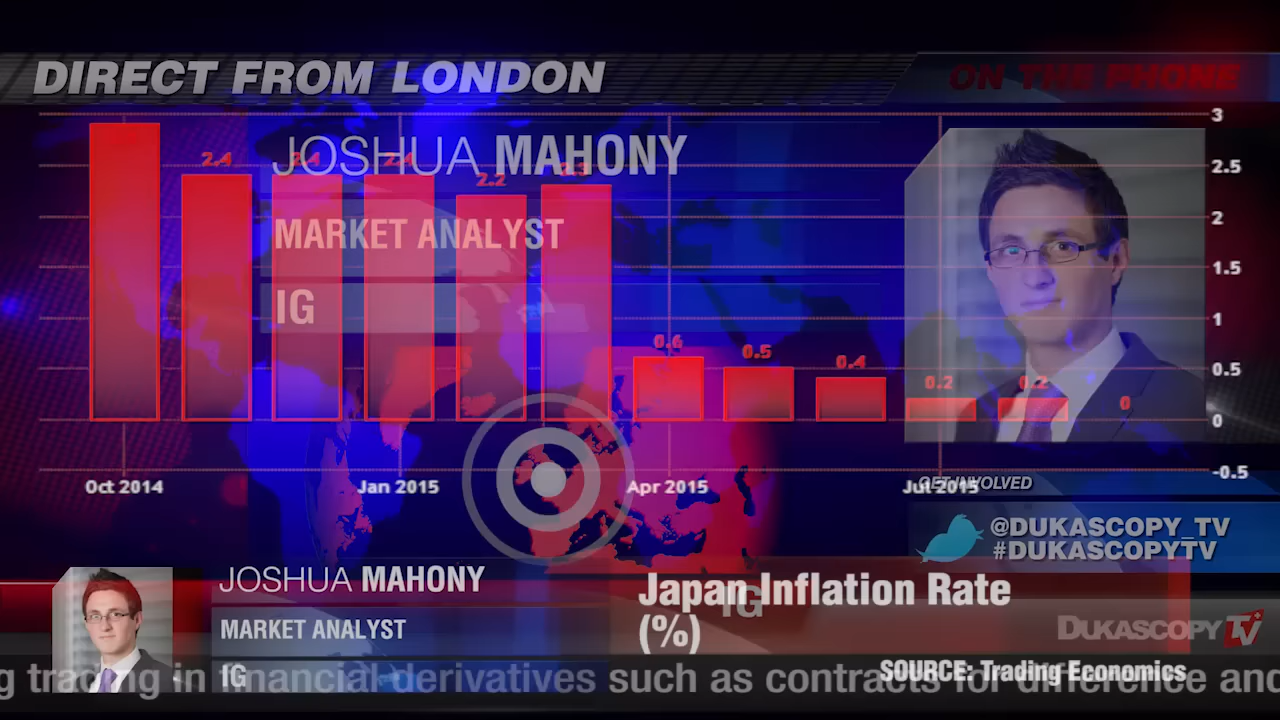 DIRECT FROM LONDON
ON THE PHONE
JOSHUA MAHONY
MARKET ANALYST
IG
3
2.5
2
1.5
1
0.5
0
-0.5
2.4
2.4
2.4
2.2
2.3
0.6
0.5
0.4
0.2
0.2
0
Oct 2014
Jan 2015
Apr 2015
Jul 2015
GET INVOLVED
@DUKASCOPY_TV
#DUKASCOPYTV
JOSHUA MAHONY
MARKET ANALYST
IG
Japan Inflation Rate
(%)
IG
DUKASCOPY TV
SOURCE: Trading Economics
g trading in financial derivatives such as contracts for difference and